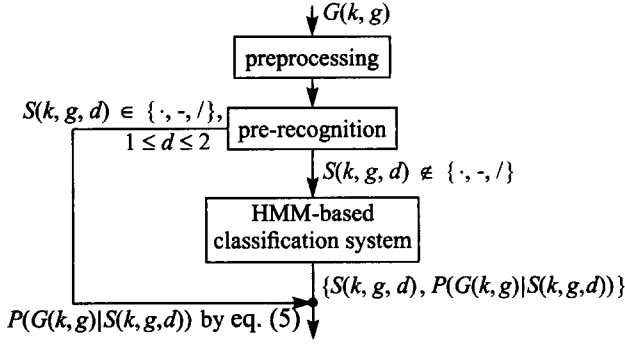 G(k, g)
preprocessing
S(k, g, d) ∈ {·, -, /},
1 ≤ d ≤ 2
pre-recognition
S(k, g, d) ∉ {·, -, /}
HMM-based
classification system
{S(k, g, d), P(G(k,g)|S(k,g,d))}
P(G(k,g)|S(k,g,d)) by eq. (5)